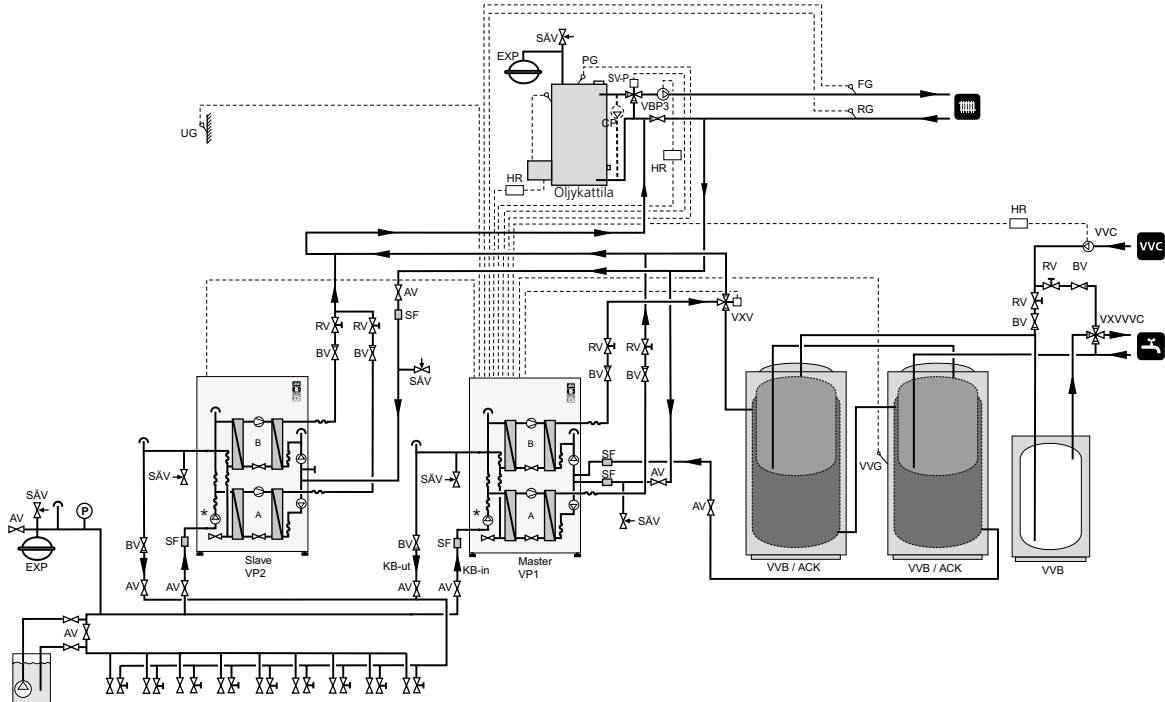 SÄV
EXP
PG
SV-P
FG
VBP3
RG
CP
UG
HR
HR
Öljykattila
HR
VVC
VVC
RV
BV
AV
RV
SF
VXV
BV
VXVVVC
RV
RV
RV
BV
BV
SÄV
RV
BV
BV
B
B
SÄV
SÄV
SF
SF
AV
VVG
SÄV
AV
P
AV
*
A
*
A
SÄV
AV
BV
SF
BV
SF
EXP
Slave
VP2
KB-ut
KB-in
Master
VP1
VVB / ACK
VVB / ACK
VVB
AV
AV
AV
AV
AV